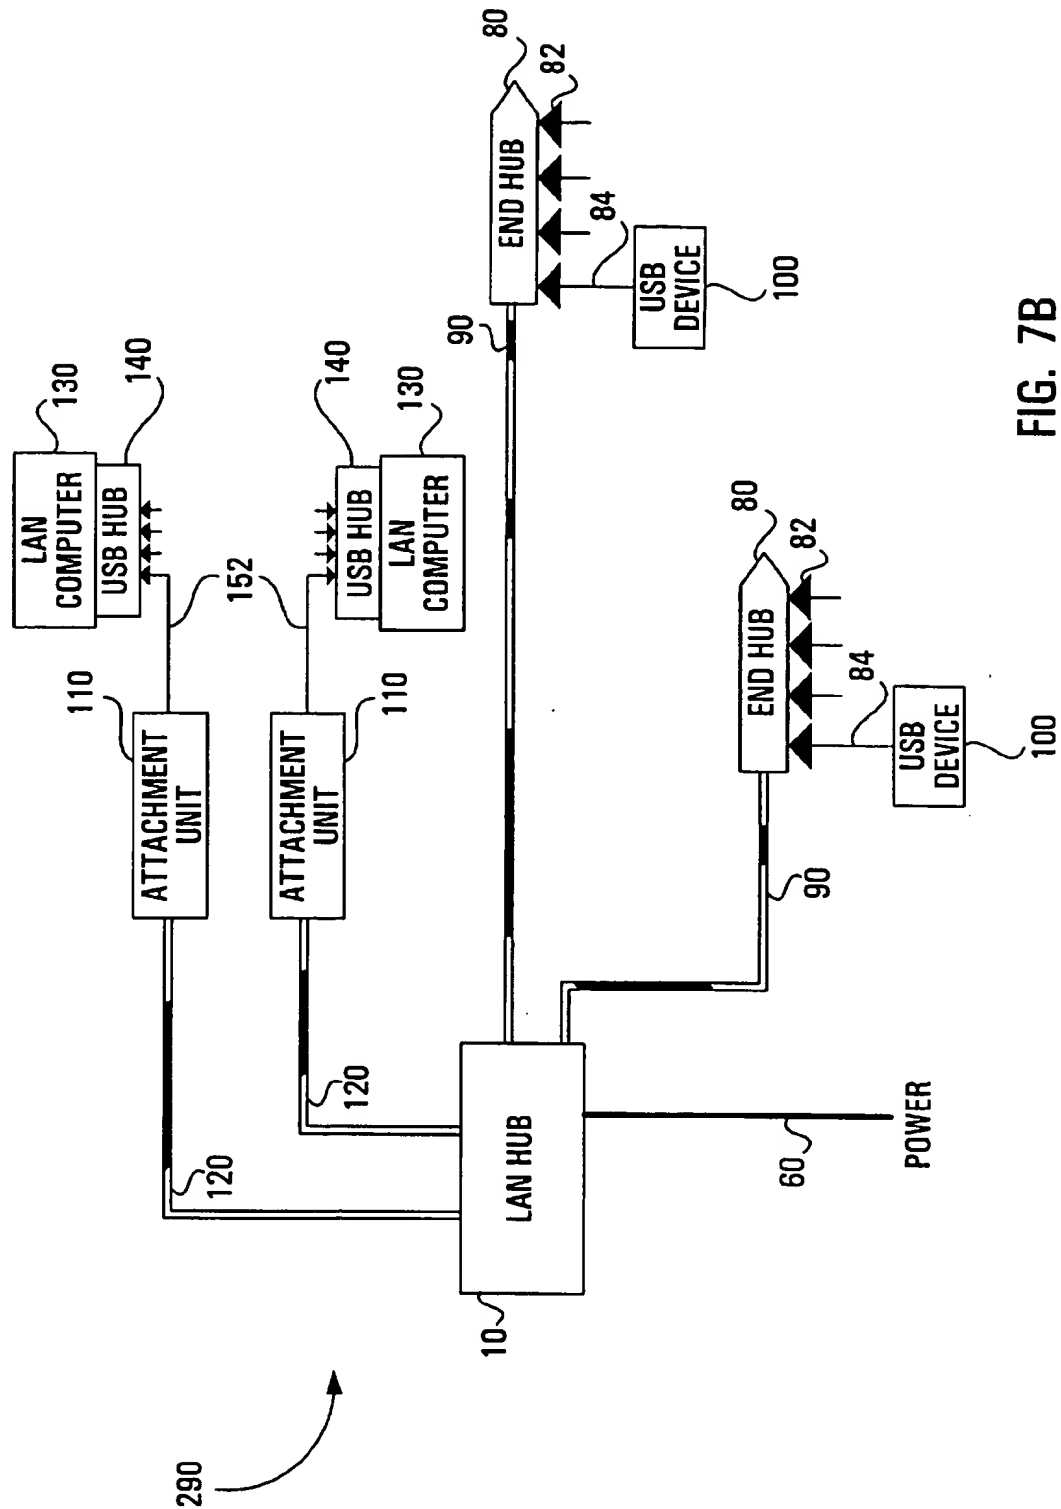 290
10
LAN HUB
60
POWER
120
120
110
ATTACHMENT
UNIT
110
ATTACHMENT
UNIT
152
130
LAN
COMPUTER
140
USB HUB
140
USB HUB
130
LAN
COMPUTER
90
80
END HUB
82
84
USB
DEVICE
100
90
80
END HUB
82
84
USB
DEVICE
100
FIG. 7B